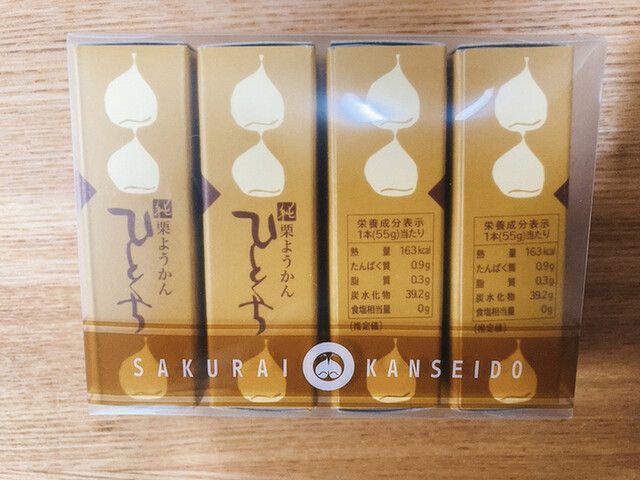 純栗ようかん
ひとくち
純栗ようかん
ひとくち
栄養成分表示
1本(55g)当たり
熱量 163kcal
たんぱく質 0.9g
脂質 0.3g
炭水化物 39.2g
食塩相当量 0g
(推定値)
栄養成分表示
1本(55g)当たり
熱量 163kcal
たんぱく質 0.9g
脂質 0.3g
炭水化物 39.2g
食塩相当量 0g
(推定値)
SAKURAI KANSEIDO